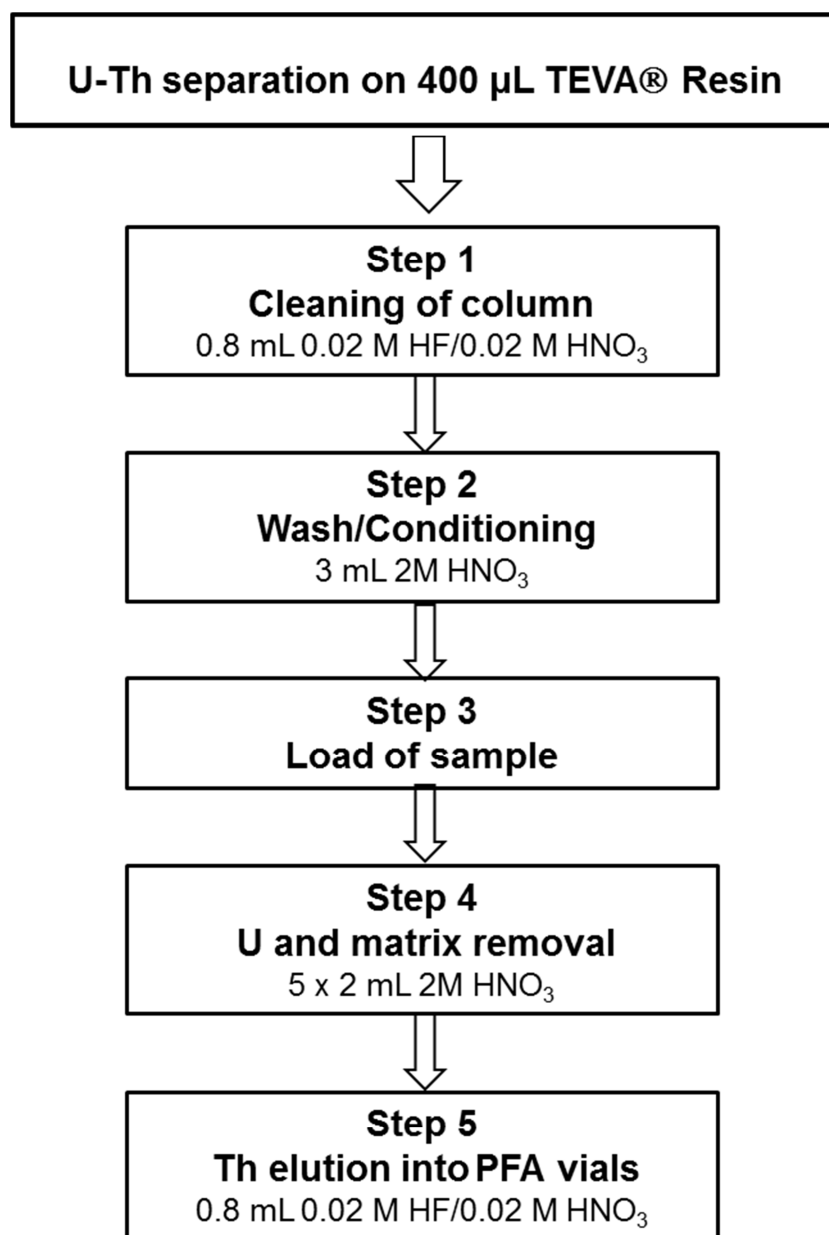 U-Th separation on 400 µL TEVA® Resin
Step 1
Cleaning of column
0.8 mL 0.02 M HF/0.02 M HNO₃
Step 2
Wash/Conditioning
3 mL 2M HNO₃
Step 3
Load of sample
Step 4
U and matrix removal
5 x 2 mL 2M HNO₃
Step 5
Th elution into PFA vials
0.8 mL 0.02 M HF/0.02 M HNO₃